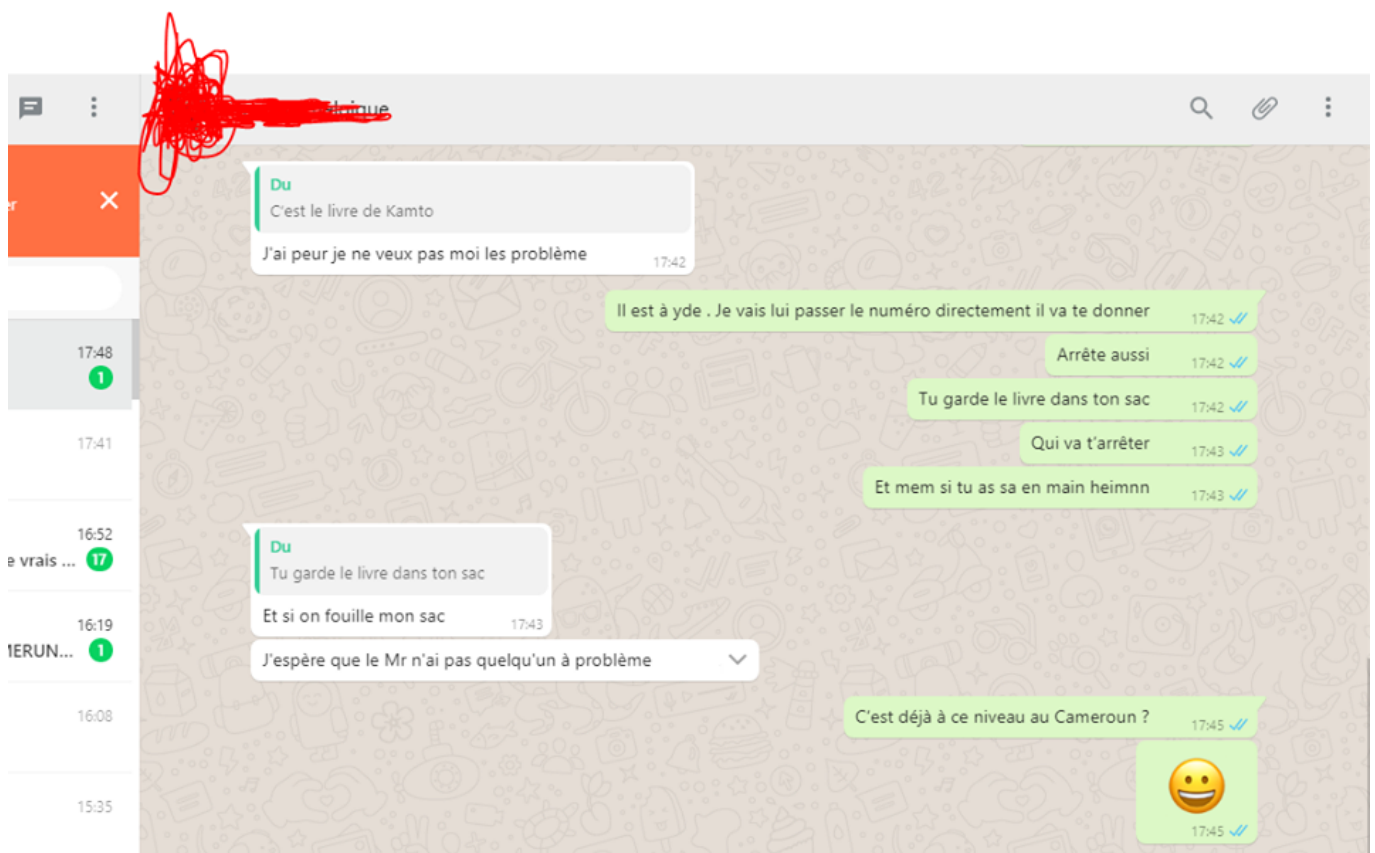 Du
C'est le livre de Kamto
J'ai peur je ne veux pas moi les problème
17:42
Il est à yde . Je vais lui passer le numéro directement il va te donner
17:42
Arrête aussi
17:42
17:48
1
Tu garde le livre dans ton sac
17:42
17:41
Qui va t'arrêter
17:43
Et mem si tu as sa en main heimnn
17:43
16:52
e vrais ... 17
Du
Tu garde le livre dans ton sac
Et si on fouille mon sac
17:43
16:19
1
J'espère que le Mr n'ai pas quelqu'un à problème
16:08
C'est déjà à ce niveau au Cameroun ?
17:45
15:35
17:45